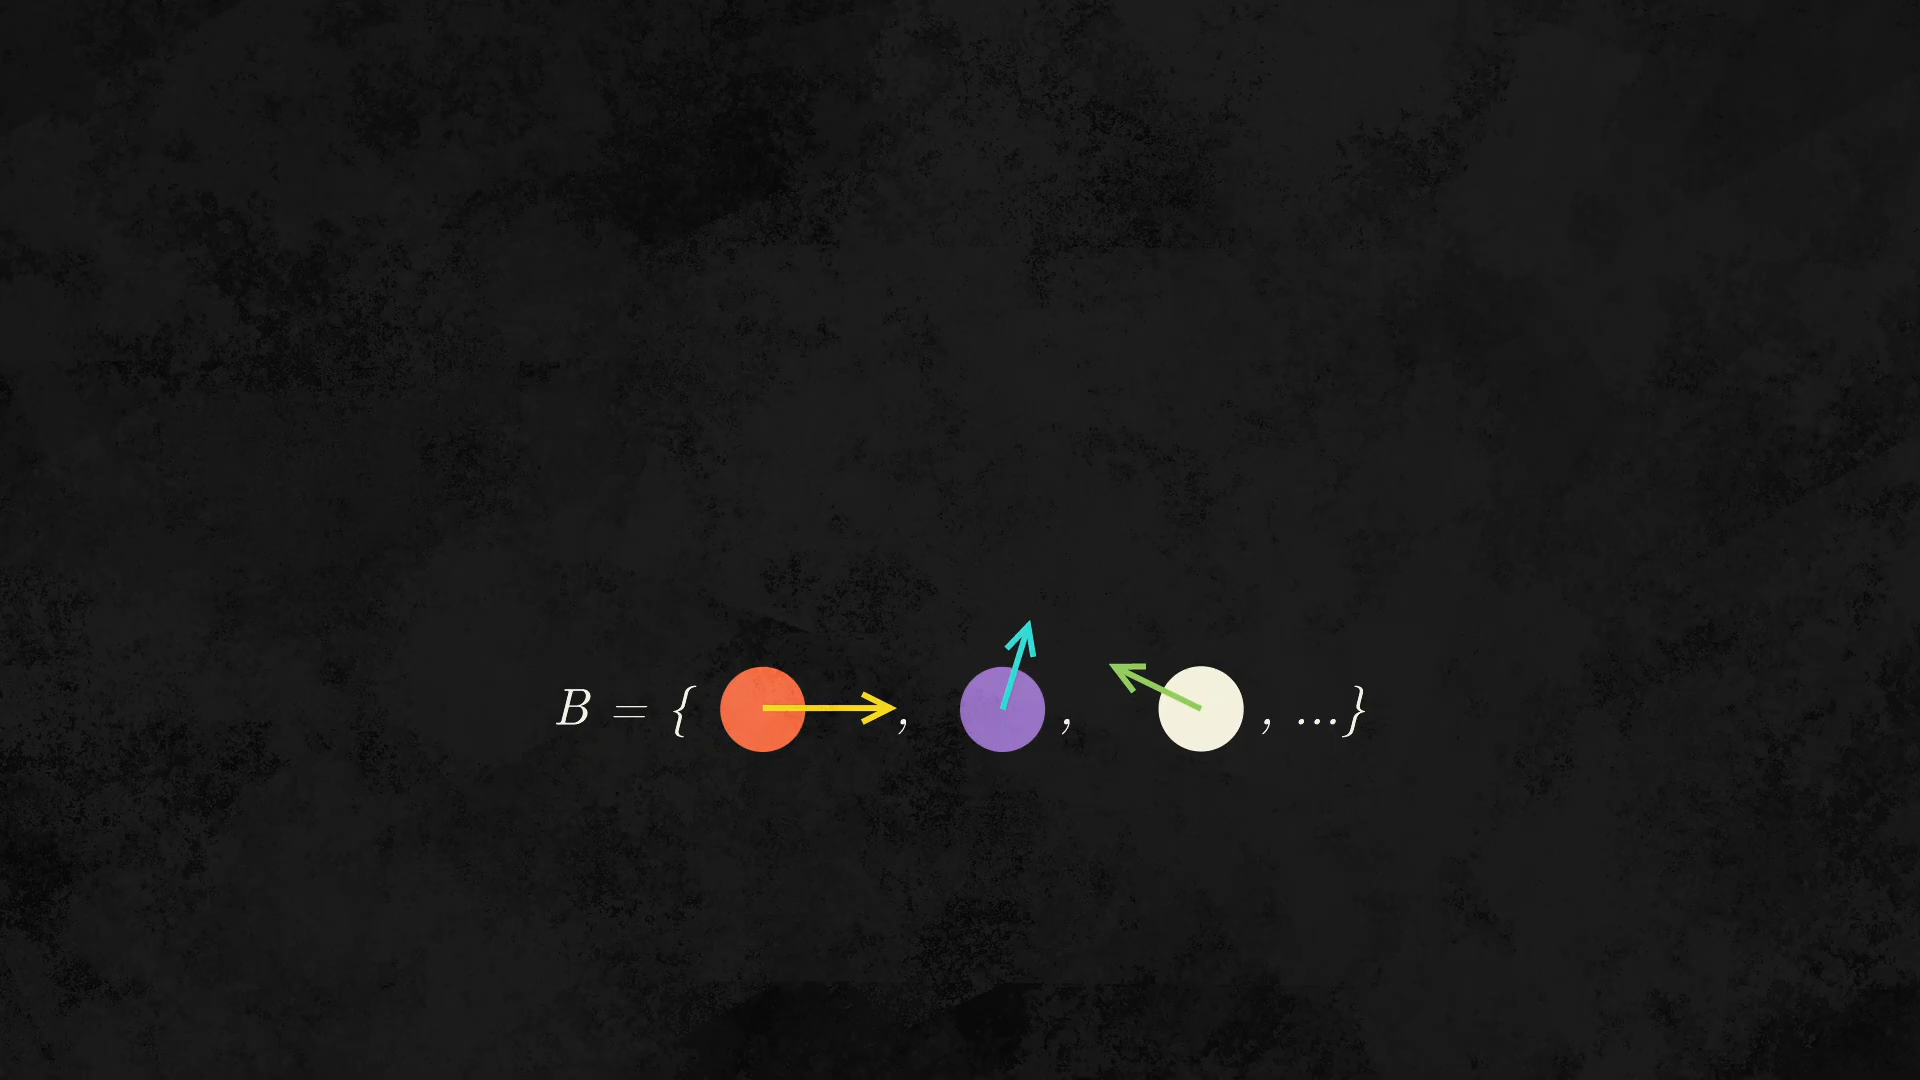 B = { , , , ...}